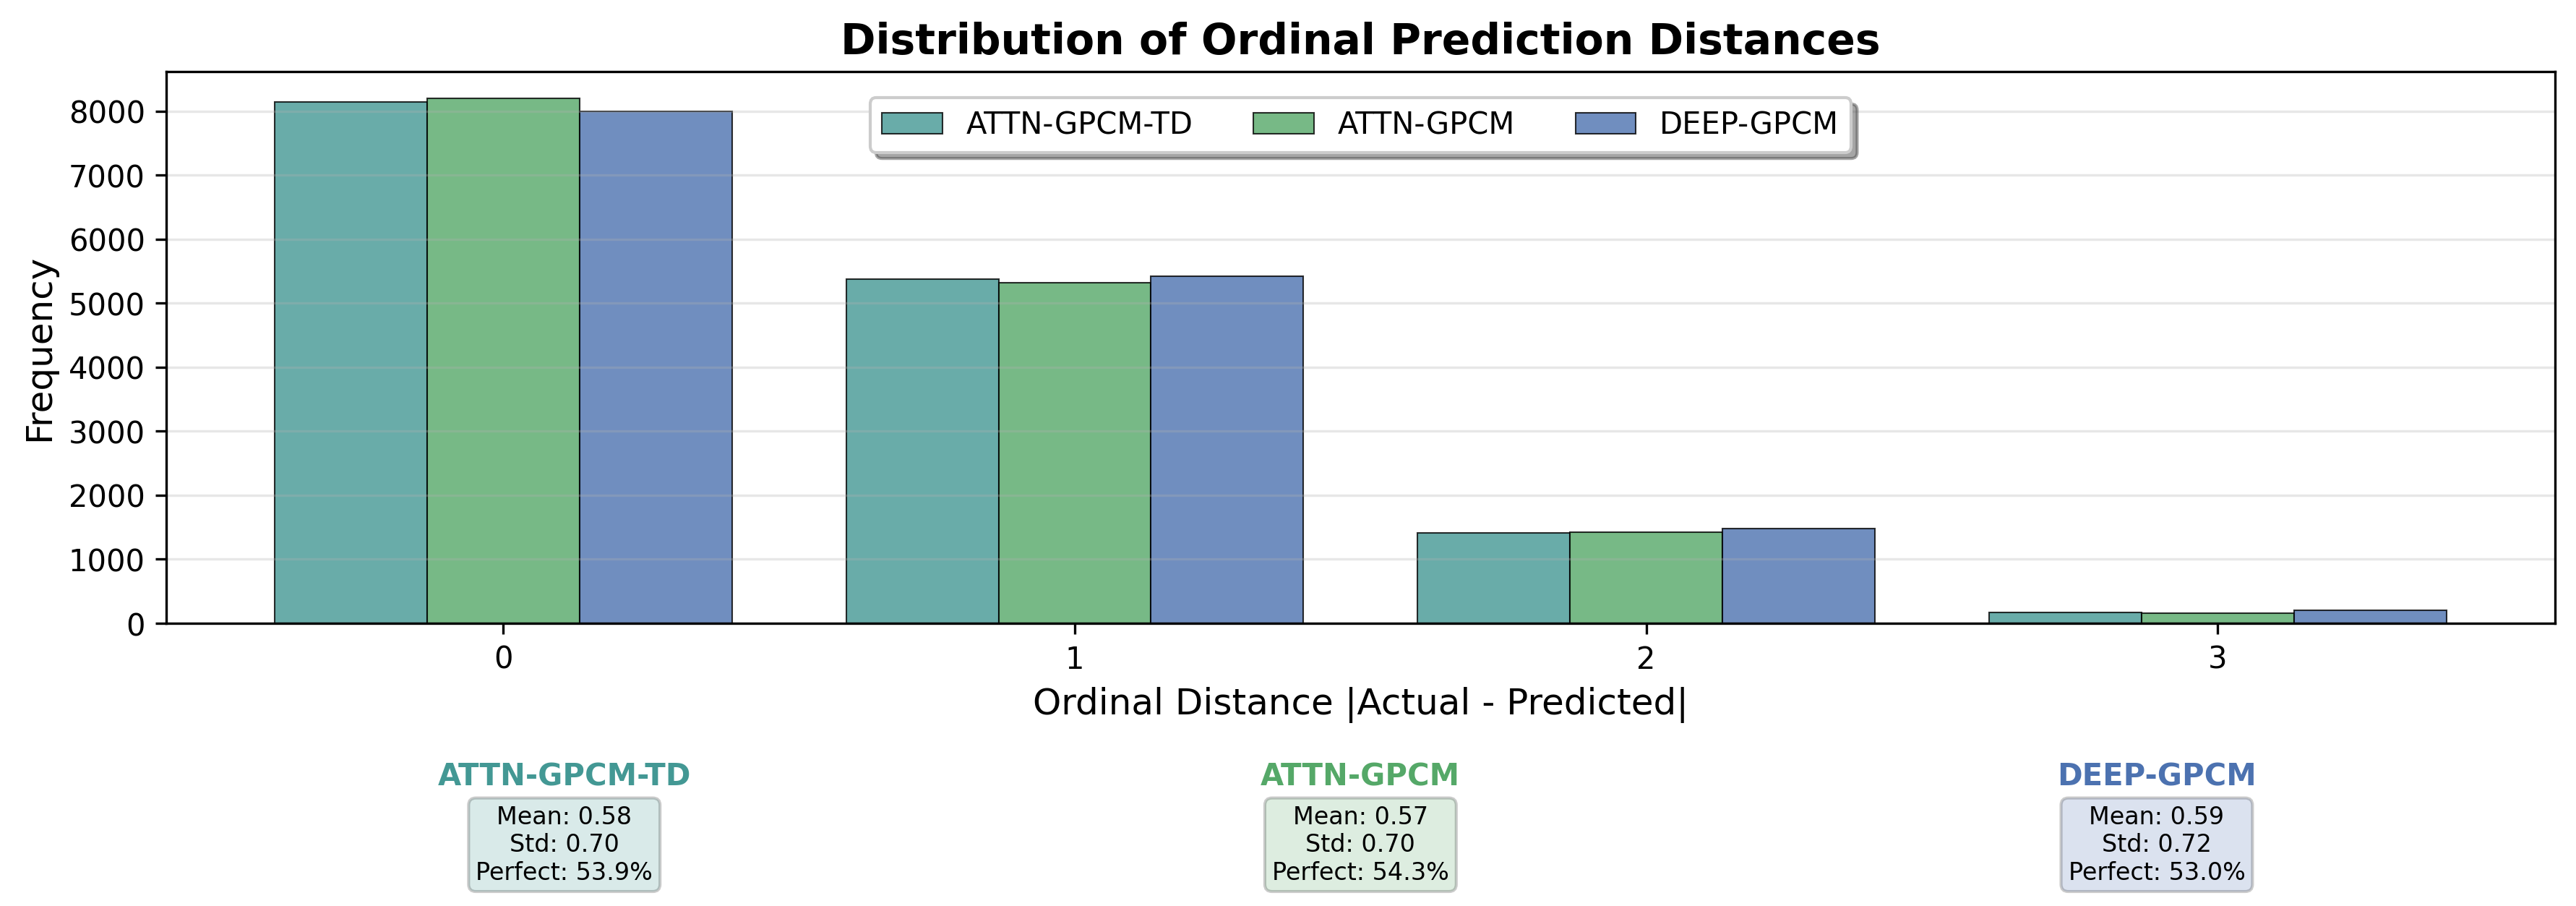 Distribution of Ordinal Prediction Distances
ATTN-GPCM-TD
ATTN-GPCM
DEEP-GPCM
Frequency
8000
7000
6000
5000
4000
3000
2000
1000
0
0
1
2
3
Ordinal Distance |Actual - Predicted|
ATTN-GPCM-TD
Mean: 0.58
Std: 0.70
Perfect: 53.9%
ATTN-GPCM
Mean: 0.57
Std: 0.70
Perfect: 54.3%
DEEP-GPCM
Mean: 0.59
Std: 0.72
Perfect: 53.0%